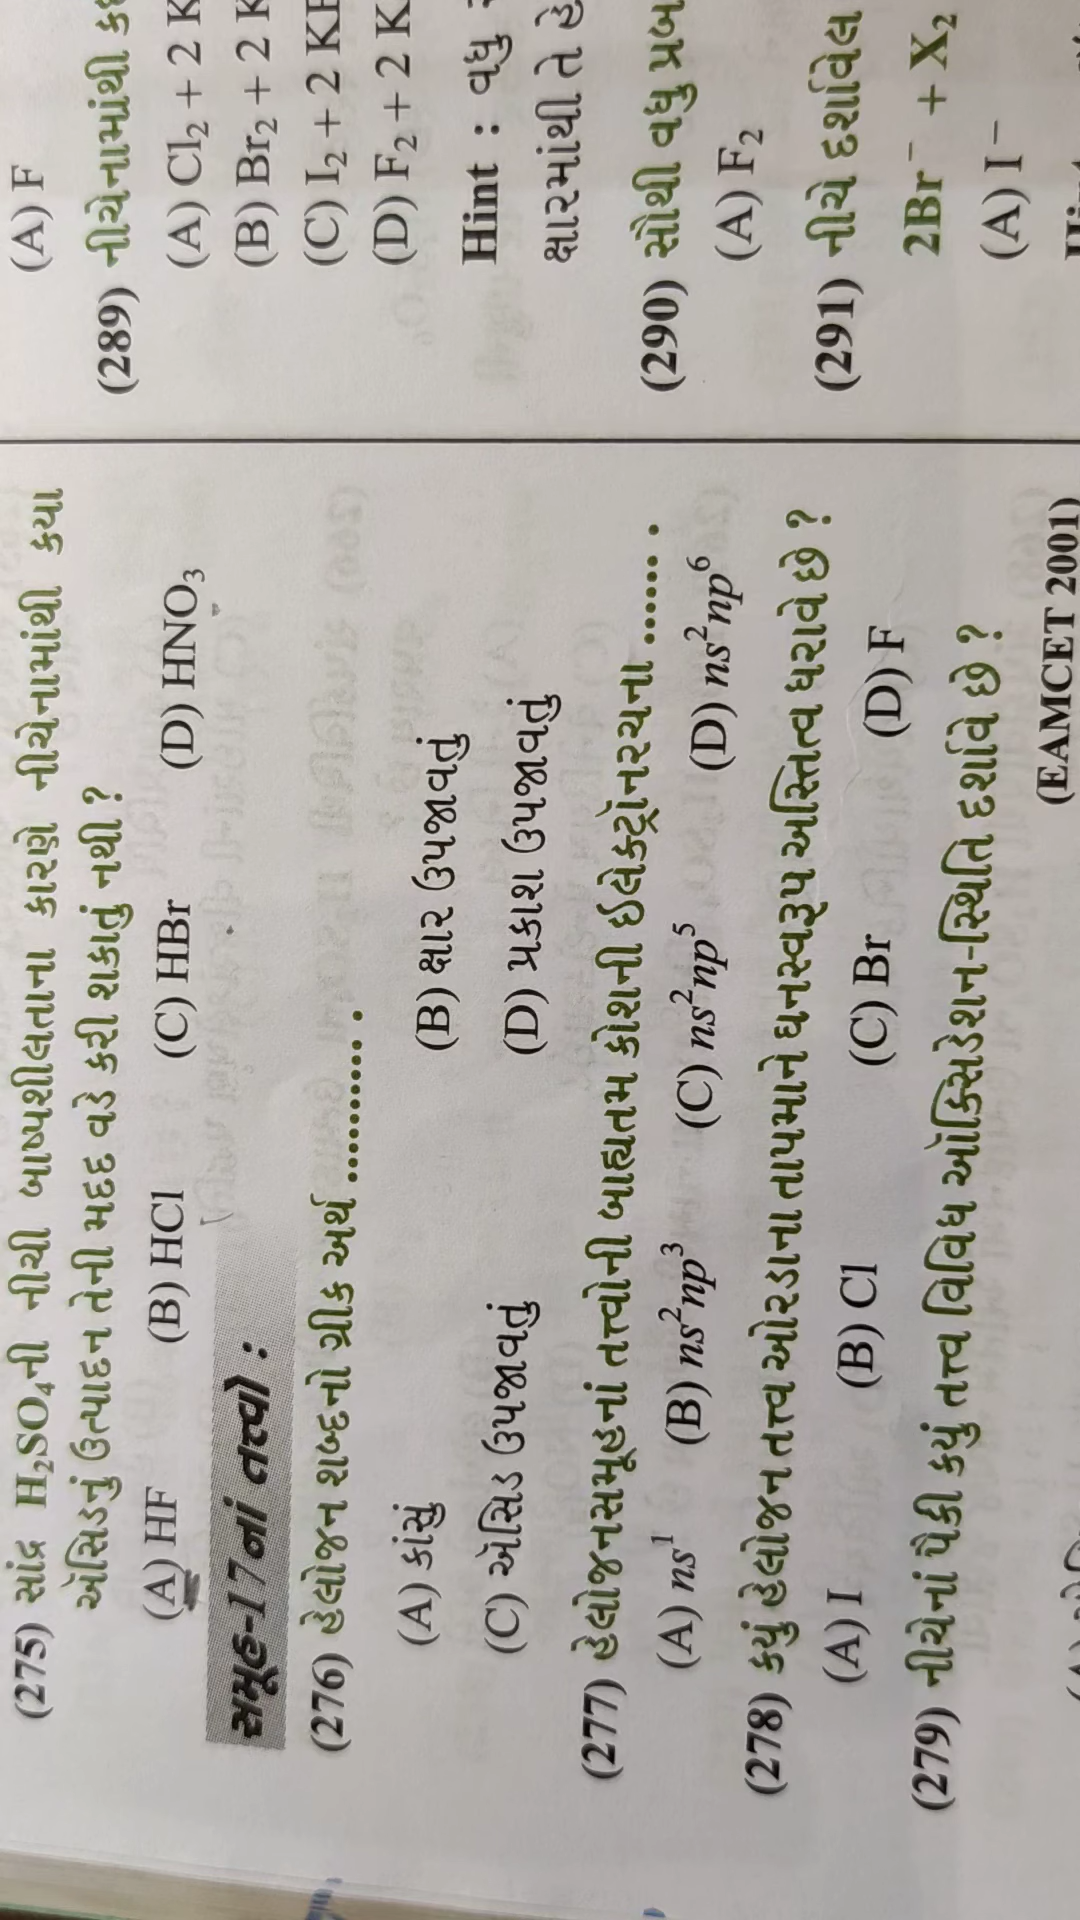 (275) સાંદ્ર H₂SO₄ની નીચી બાષ્પશીલતાના કારણે નીચેનામાંથી કયા
ઍસિડનું ઉત્પાદન તેની મદદ વડે કરી શકાતું નથી ?
(A) HF (B) HCl (C) HBr (D) HNO₃
સમૂહ-17નાં તત્ત્વો :
(276) હેલોજન શબ્દનો ગ્રીક અર્થ ........... .
(A) કાંસું (B) ક્ષાર ઉપજાવતું
(C) ઍસિડ ઉપજાવતું (D) પ્રકાશ ઉપજાવતું
(277) હેલોજનસમૂહનાં તત્ત્વોની બાહ્યતમ કોશની ઈલેક્ટ્રૉનરચના ...... .
(A) ns¹ (B) ns²np³ (C) ns²np⁵ (D) ns²np⁶
(278) કયું હેલોજન તત્ત્વ ઓરડાના તાપમાને ઘનસ્વરૂપ અસ્તિત્વ ધરાવે છે ?
(A) I (B) Cl (C) Br (D) F
(279) નીચેનાં પૈકી કયું તત્ત્વ વિવિધ ઑક્સિડેશન-સ્થિતિ દર્શાવે છે ?
(EAMCET 2001)
(A) F
(289) નીચેનામાંથી
(A) Cl₂ + 2 K
(B) Br₂ + 2 K
(C) I₂ + 2 KI
(D) F₂ + 2 K
Hint : વધુ
ક્ષારમાંથી તે
(290) સૌથી વધુ પ્રબ
(A) F₂
(291) નીચે દર્શાવેલ
2Br⁻ + X₂
(A) I⁻